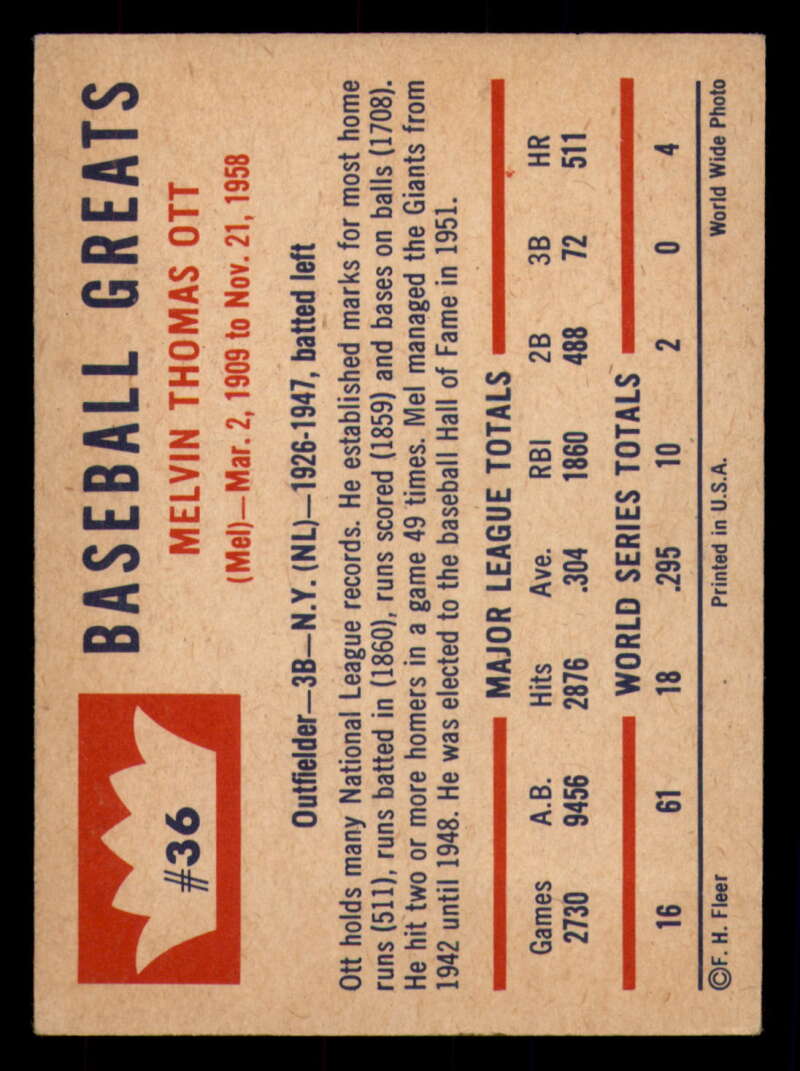 #36
BASEBALL GREATS
MELVIN THOMAS OTT
(Mel)—Mar. 2, 1909 to Nov. 21, 1958
Outfielder—3B—N.Y. (NL)—1926-1947, batted left
Ott holds many National League records. He established marks for most home
runs (511), runs batted in (1860), runs scored (1859) and bases on balls (1708).
He hit two or more homers in a game 49 times. Mel managed the Giants from
1942 until 1948. He was elected to the baseball Hall of Fame in 1951.
MAJOR LEAGUE TOTALS
Games A.B. Hits Ave. RBI 2B 3B HR
2730 9456 2876 .304 1860 488 72 511
WORLD SERIES TOTALS
16 61 18 .295 10 2 0 4
©F. H. Fleer Printed in U.S.A. World Wide Photo